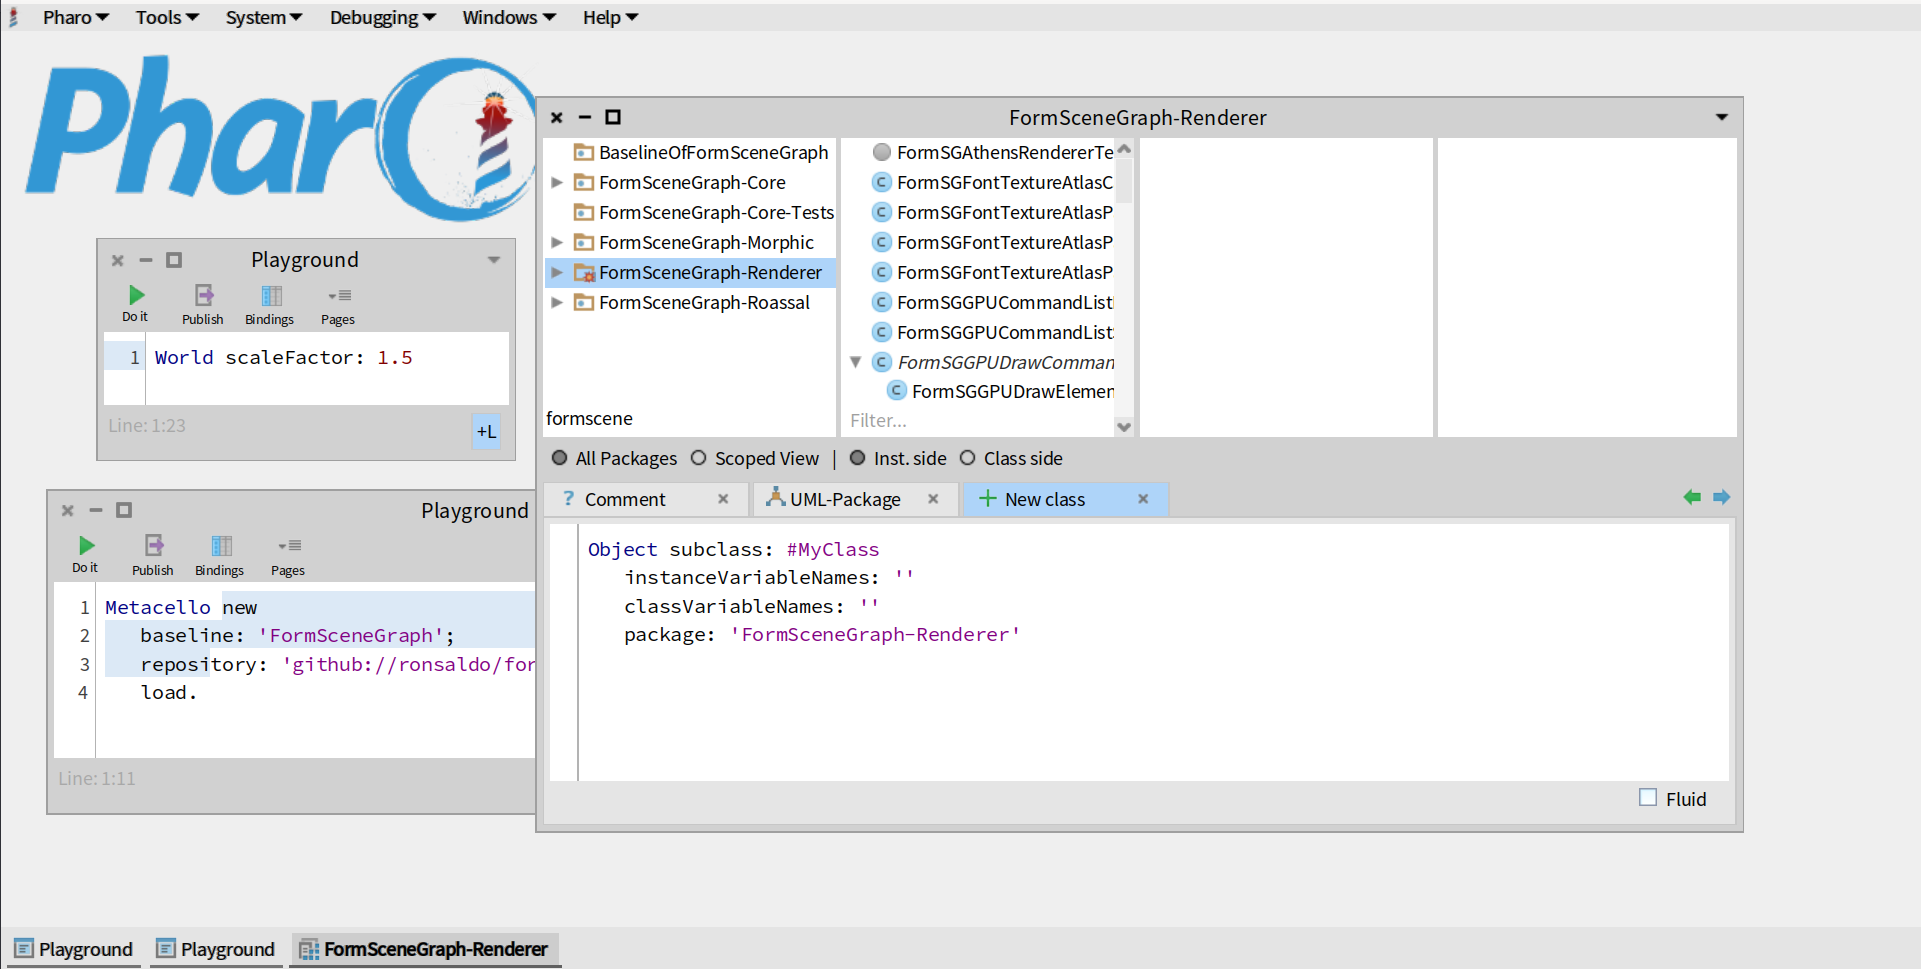 Pharo Tools System Debugging Windows Help
Pharo
Playground
Do it Publish Bindings Pages
1 World scaleFactor: 1.5
Line: 1:23
+L
Playground
Do it Publish Bindings Pages
1 Metacello new
2 baseline: 'FormSceneGraph';
3 repository: 'github://ronsaldo/for
4 load.
Line: 1:11
FormSceneGraph-Renderer
BaselineOfFormSceneGraph
FormSceneGraph-Core
FormSceneGraph-Core-Tests
FormSceneGraph-Morphic
FormSceneGraph-Renderer
FormSceneGraph-Roassal
formscene
FormSGAthensRendererTe
FormSGFontTextureAtlasC
FormSGFontTextureAtlasP
FormSGFontTextureAtlasP
FormSGFontTextureAtlasP
FormSGGPUCommandList
FormSGGPUCommandList
FormSGGPUDrawComman
FormSGGPUDrawElemen
Filter...
All Packages Scoped View | Inst. side Class side
? Comment UML-Package New class
Object subclass: #MyClass
instanceVariableNames: ''
classVariableNames: ''
package: 'FormSceneGraph-Renderer'
Fluid
Playground Playground FormSceneGraph-Renderer